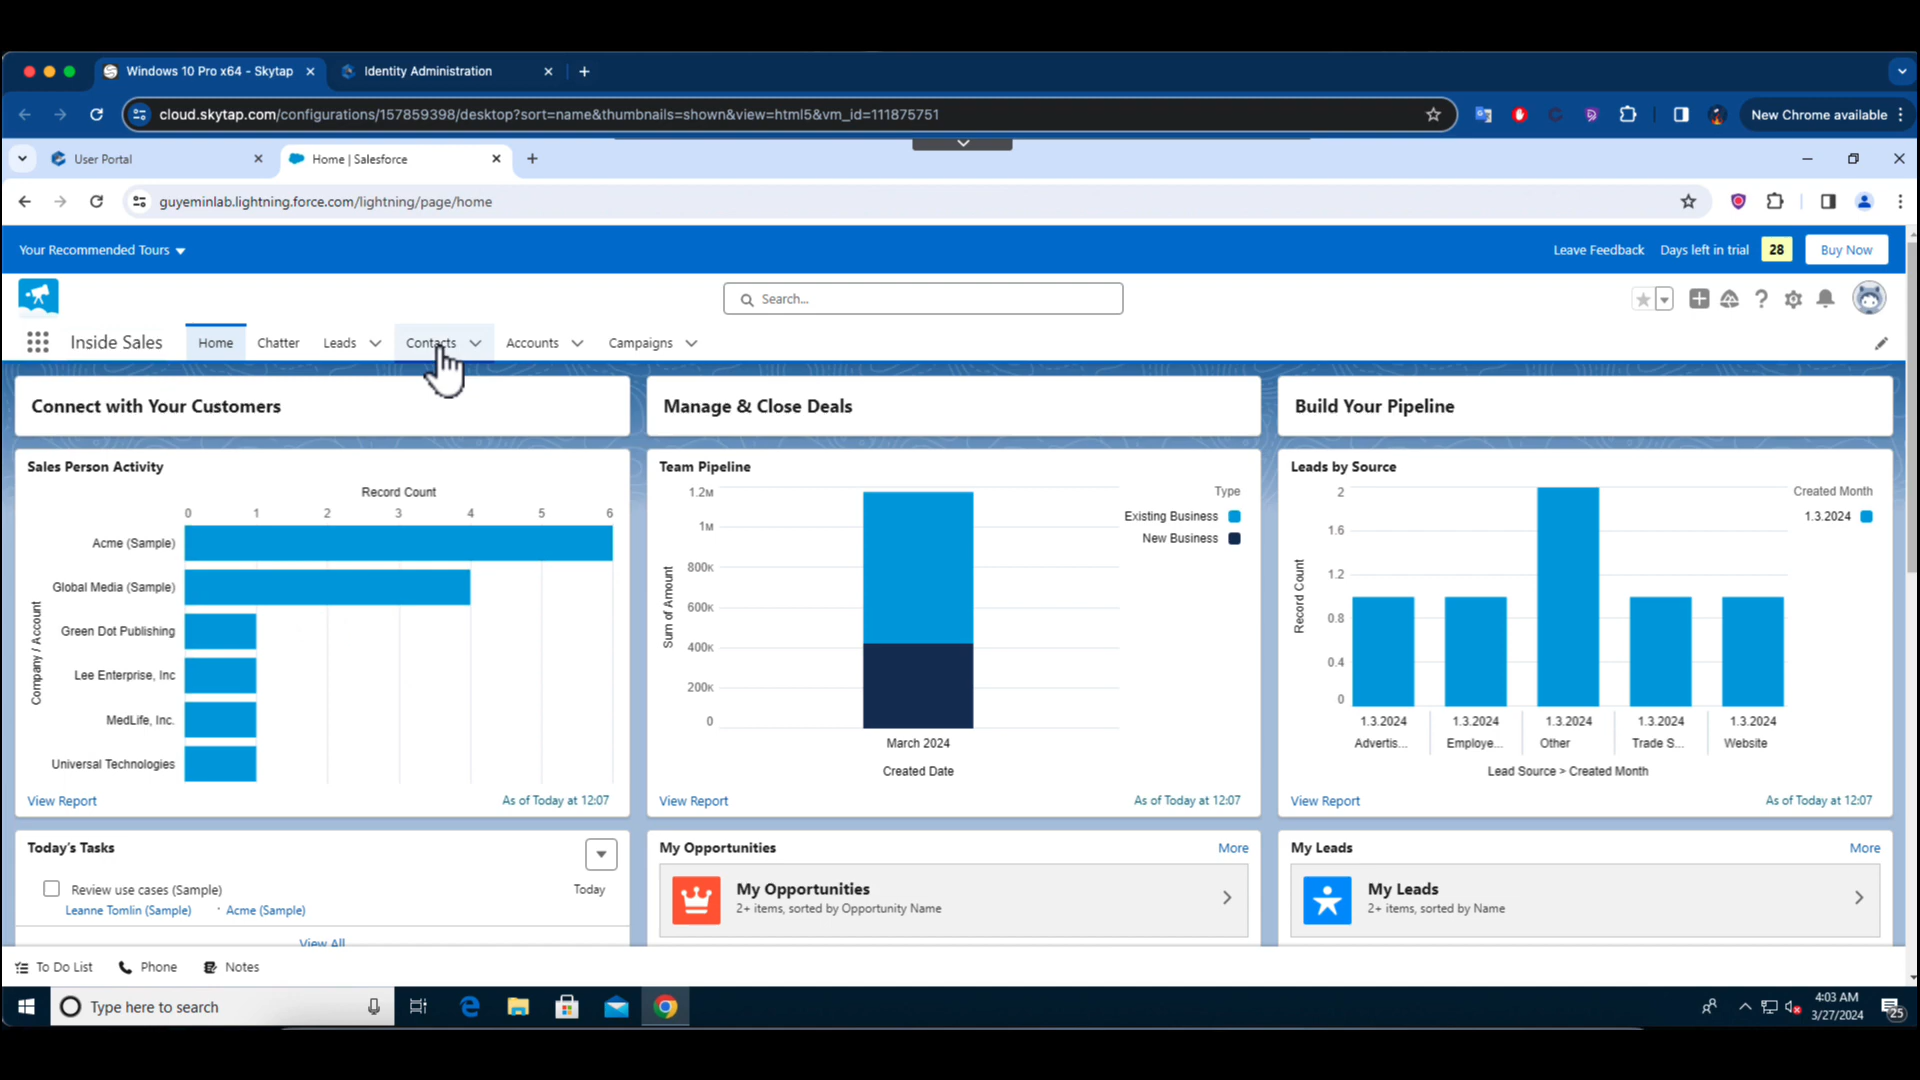 Windows 10 Pro x64 - Skytap
Identity Administration
cloud.skytap.com/configurations/157859398/desktop?sort=name&thumbnails=shown&view=html5&vm_id=111875751
New Chrome available
User Portal
Home | Salesforce
guyeminlab.lightning.force.com/lightning/page/home
Your Recommended Tours
Leave Feedback
Days left in trial
28
Buy Now
Search...
Inside Sales
Home
Chatter
Leads
Contacts
Accounts
Campaigns
Connect with Your Customers
Manage & Close Deals
Build Your Pipeline
Sales Person Activity
Record Count
0 1 2 3 4 5 6
Company / Account
Acme (Sample)
Global Media (Sample)
Green Dot Publishing
Lee Enterprise, Inc
MedLife, Inc.
Universal Technologies
View Report
As of Today at 12:07
Team Pipeline
Type
Existing Business
New Business
Sum of Amount
1.2M
1M
800K
600K
400K
200K
0
March 2024
Created Date
View Report
As of Today at 12:07
Leads by Source
Created Month
1.3.2024
Record Count
2
1.6
1.2
0.8
0.4
0
1.3.2024 1.3.2024 1.3.2024 1.3.2024 1.3.2024
Advertis... Employe... Other Trade S... Website
Lead Source > Created Month
View Report
As of Today at 12:07
Today's Tasks
Review use cases (Sample)
Today
Leanne Tomlin (Sample) · Acme (Sample)
View All
My Opportunities
More
My Opportunities
2+ items, sorted by Opportunity Name
My Leads
More
My Leads
2+ items, sorted by Name
To Do List
Phone
Notes
Type here to search
4:03 AM
3/27/2024
25